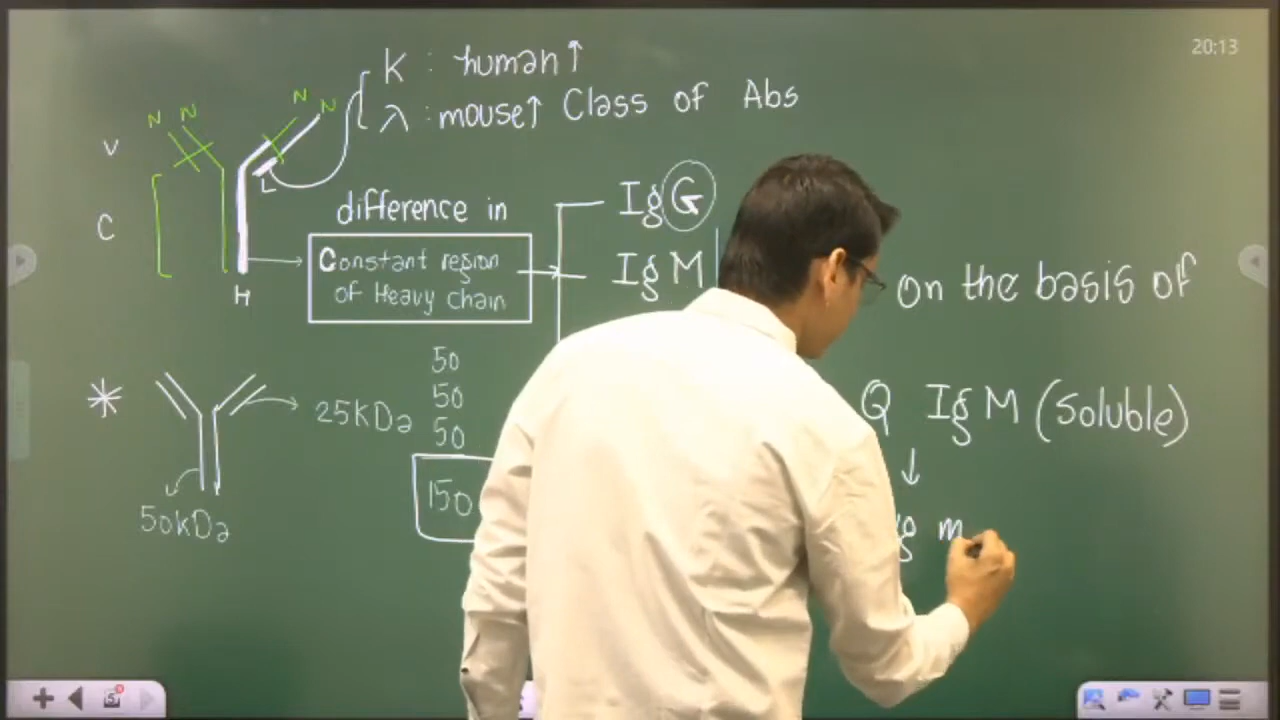 20:13
K : human↑
λ : mouse↑ Class of Abs
N N N N
V
L
C
H
difference in
Constant region
of Heavy chain
IgG
IgM
On the basis of
50
50
50
150
* 25kDa
50kDa
Q IgM (Soluble)
↓
m